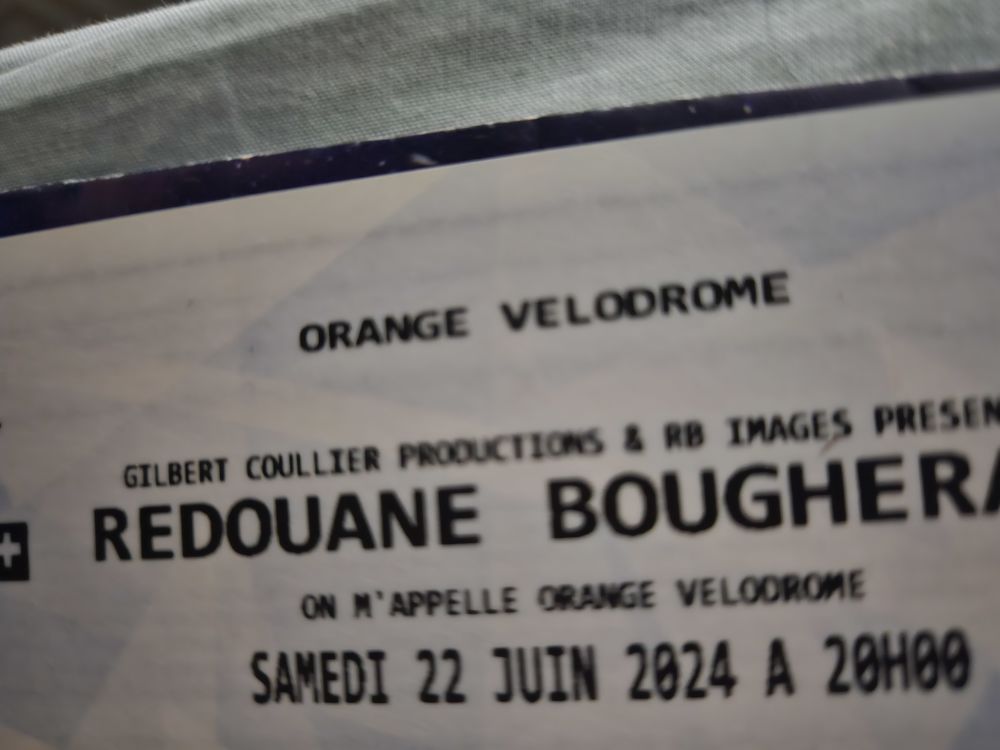 ORANGE VELODROME
GILBERT COULLIER PRODUCTIONS & RB IMAGES PRESEN
REDOUANE BOUGHERA
ON M'APPELLE ORANGE VELODROME
SAMEDI 22 JUIN 2024 A 20H00